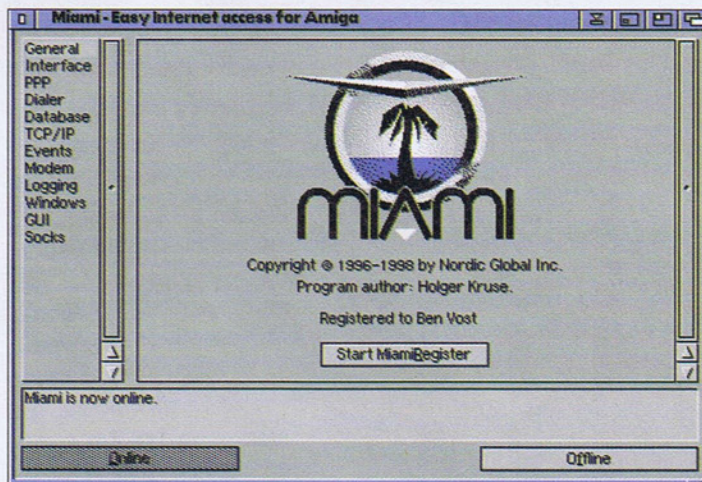 Miami - Easy Internet access for Amiga
General
Interface
PPP
Dialer
Database
TCP/IP
Events
Modem
Logging
Windows
GUI
Socks
MIAMI
Copyright © 1996-1998 by Nordic Global Inc.
Program author: Holger Kruse.
Registered to Ben Vost
Start MiamiRegister
Miami is now online.
Online
Offline